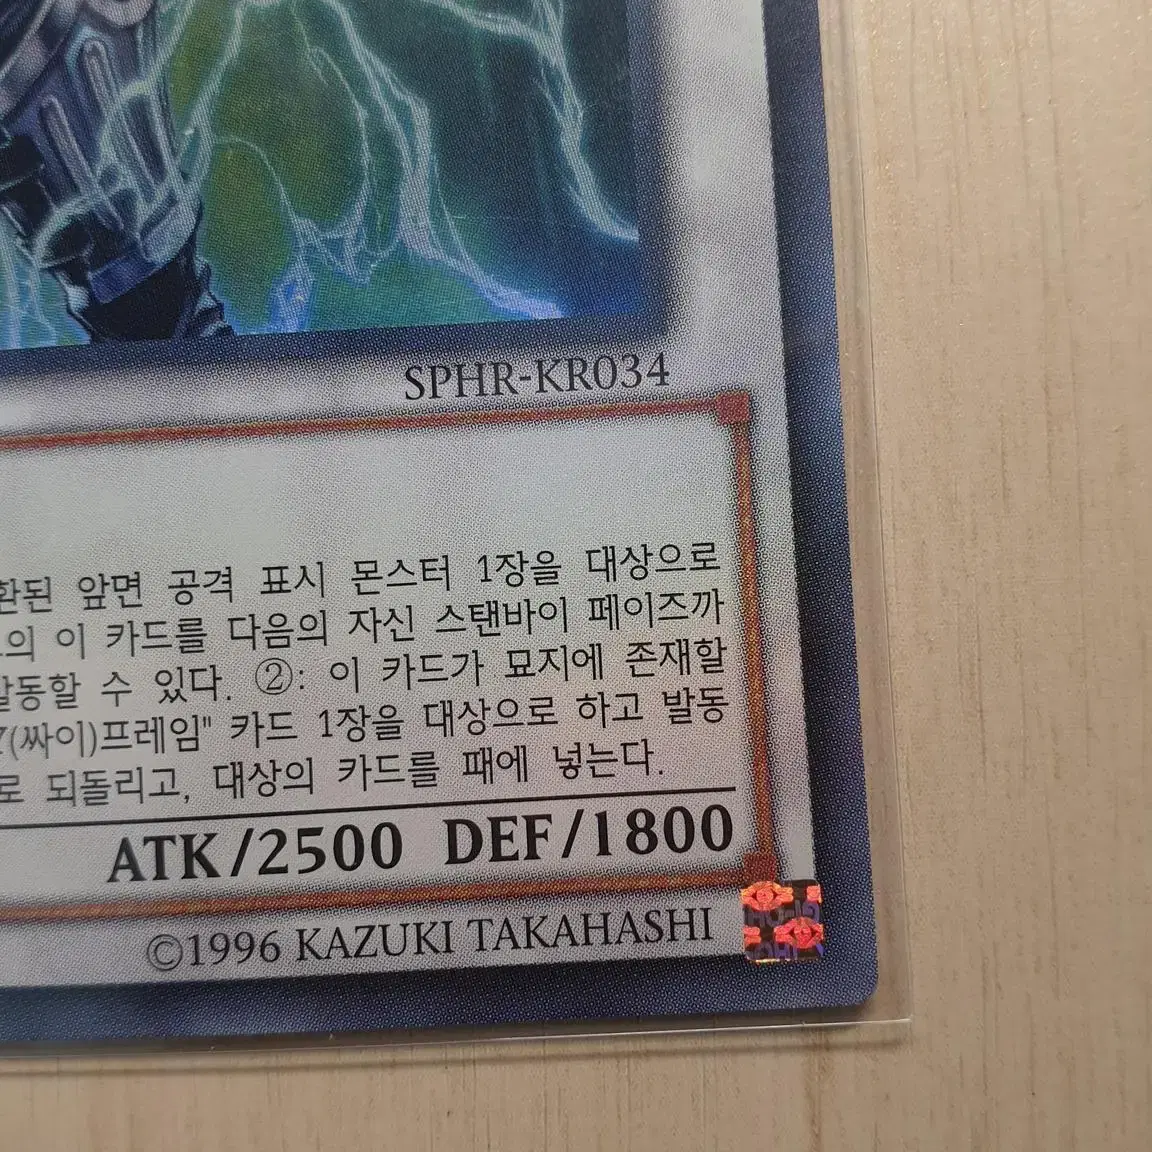 SPHR-KR034
환된 앞면 공격 표시 몬스터 1장을 대상으로
의 이 카드를 다음의 자신 스탠바이 페이즈까
발동할 수 있다. ②: 이 카드가 묘지에 존재할
(싸이)프레임" 카드 1장을 대상으로 하고 발동
로 되돌리고, 대상의 카드를 패에 넣는다.
ATK/2500 DEF/1800
©1996 KAZUKI TAKAHASHI